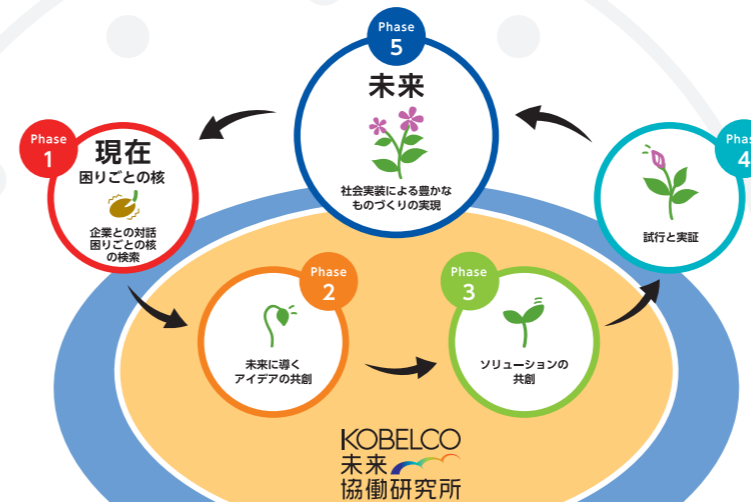 Phase
1
現在
困りごとの核
企業との対話
困りごとの核
の検索
Phase
2
未来に導く
アイデアの共創
Phase
3
ソリューションの
共創
Phase
4
試行と実証
Phase
5
未来
社会実装による豊かな
ものづくりの実現
KOBELCO
未来
協働研究所